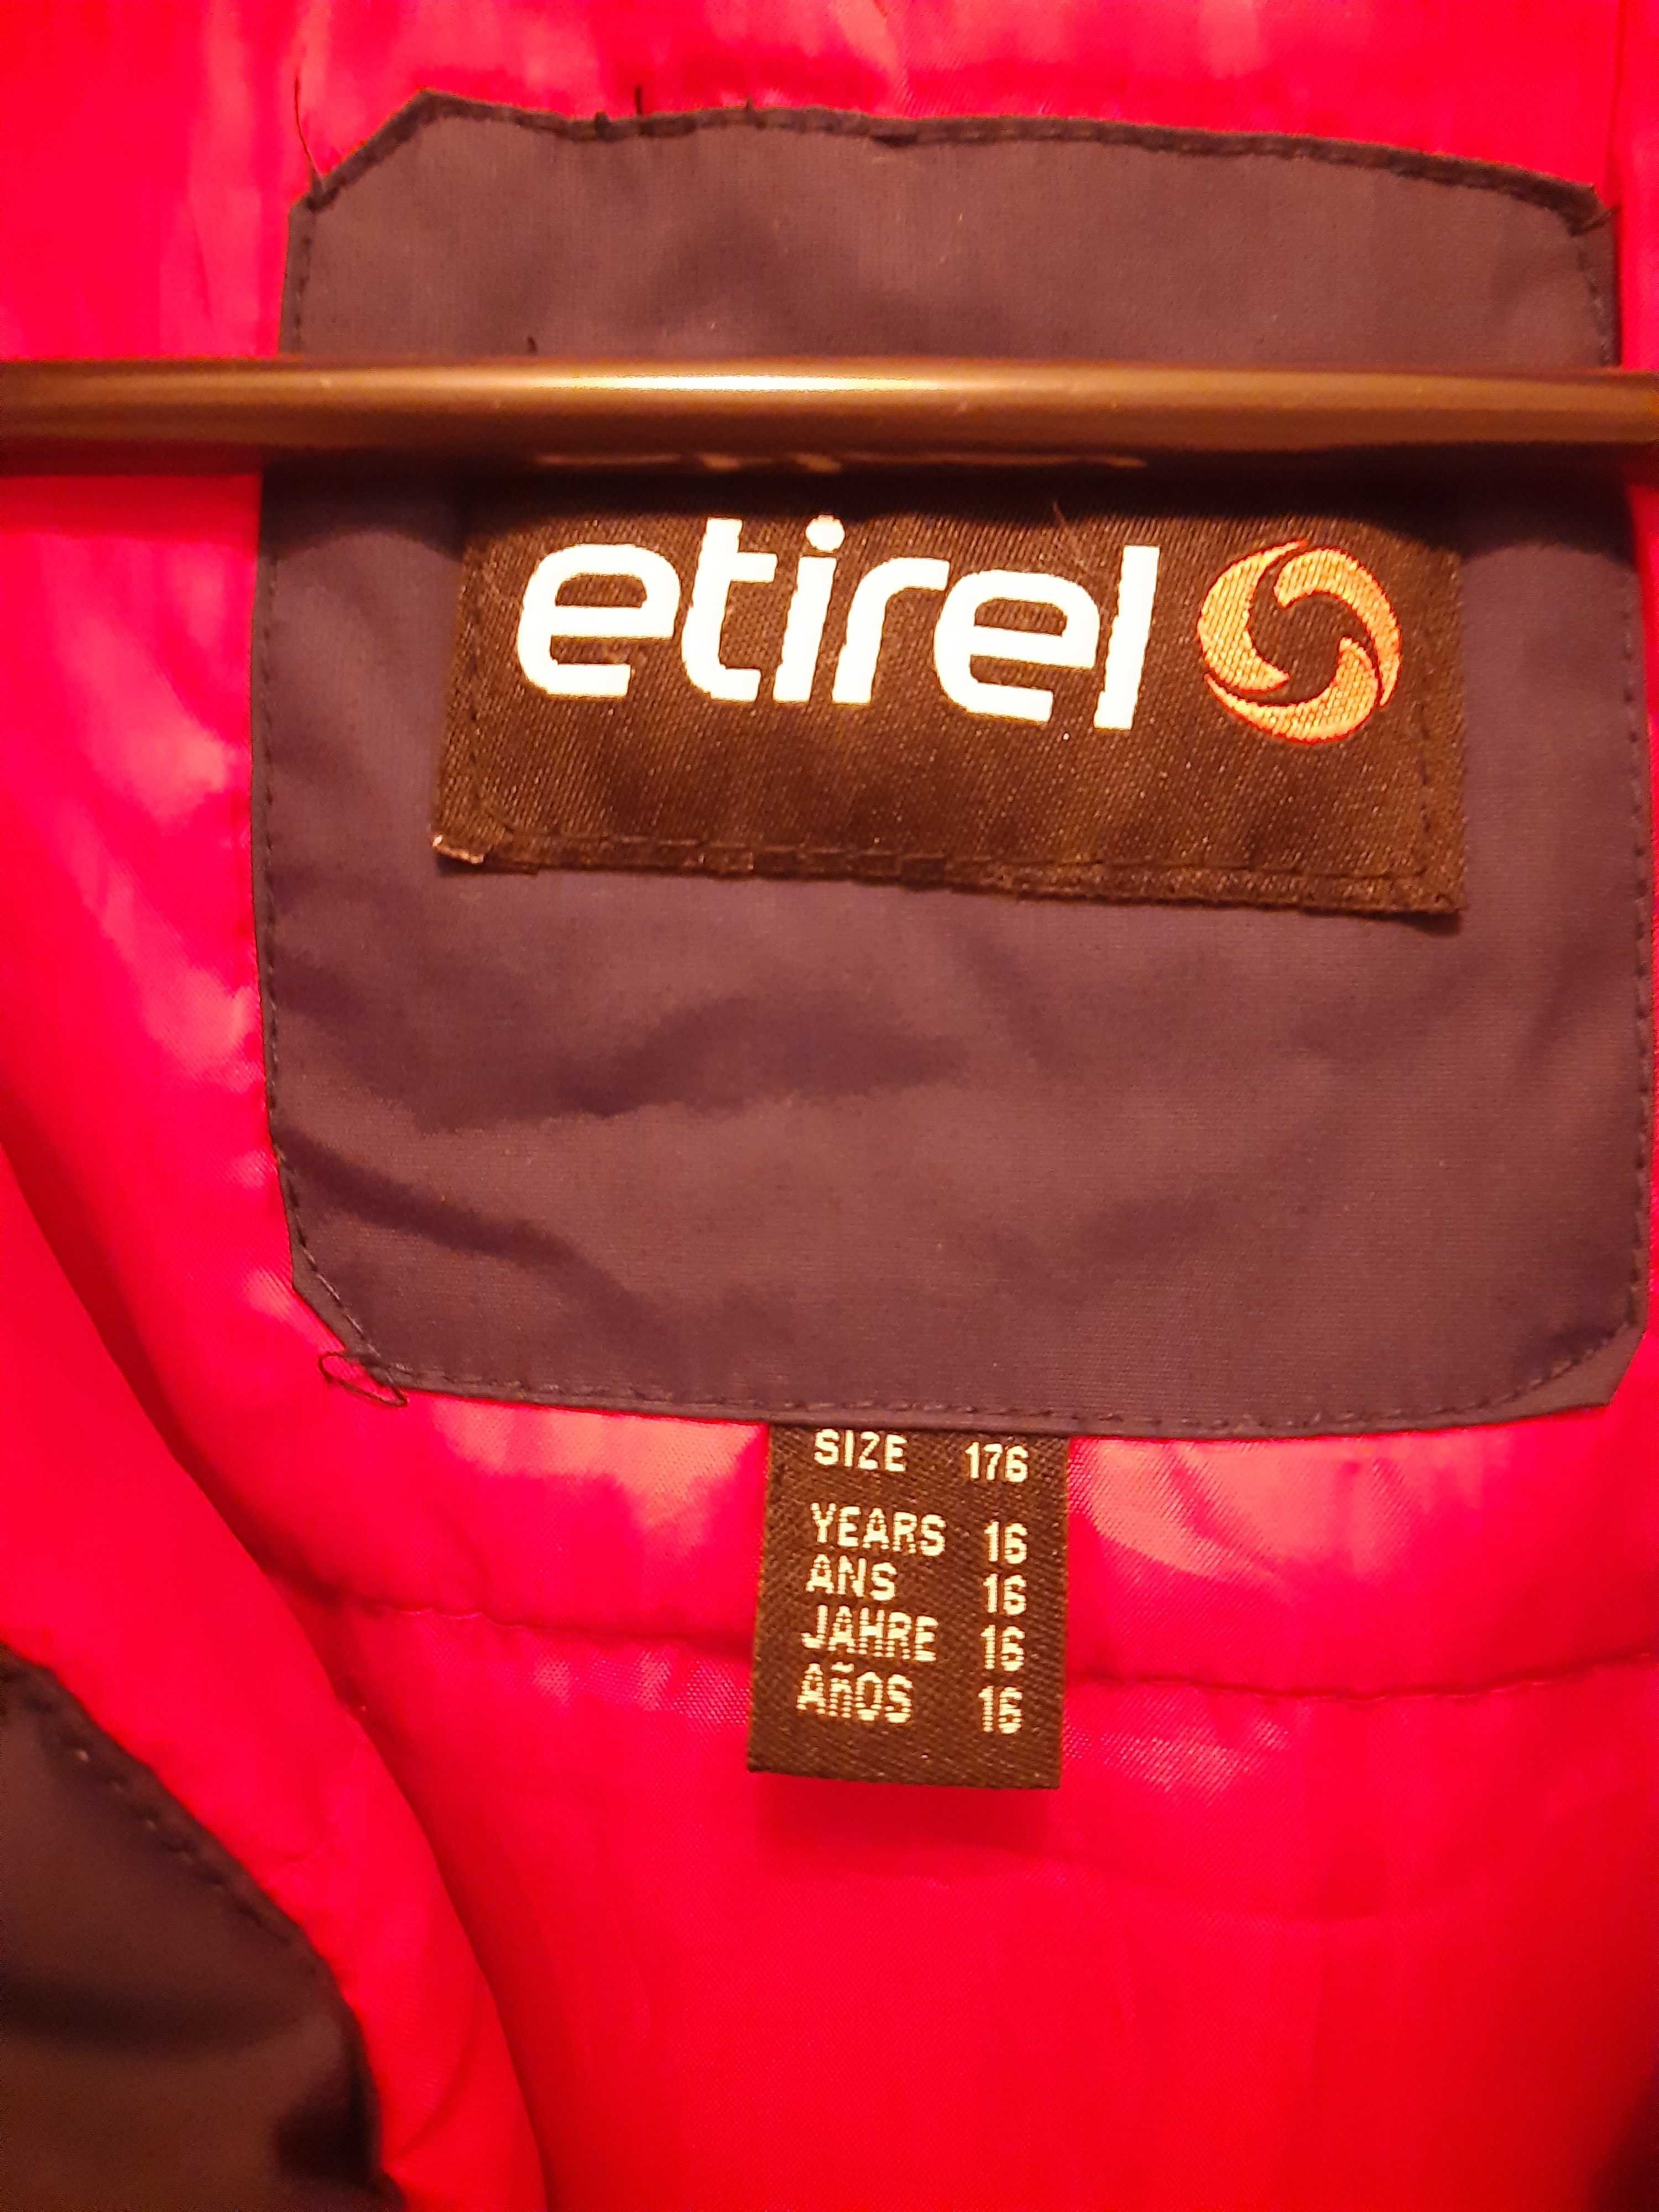 etirel
SIZE 176
YEARS 16
ANS 16
JAHRE 16
AÑOS 16